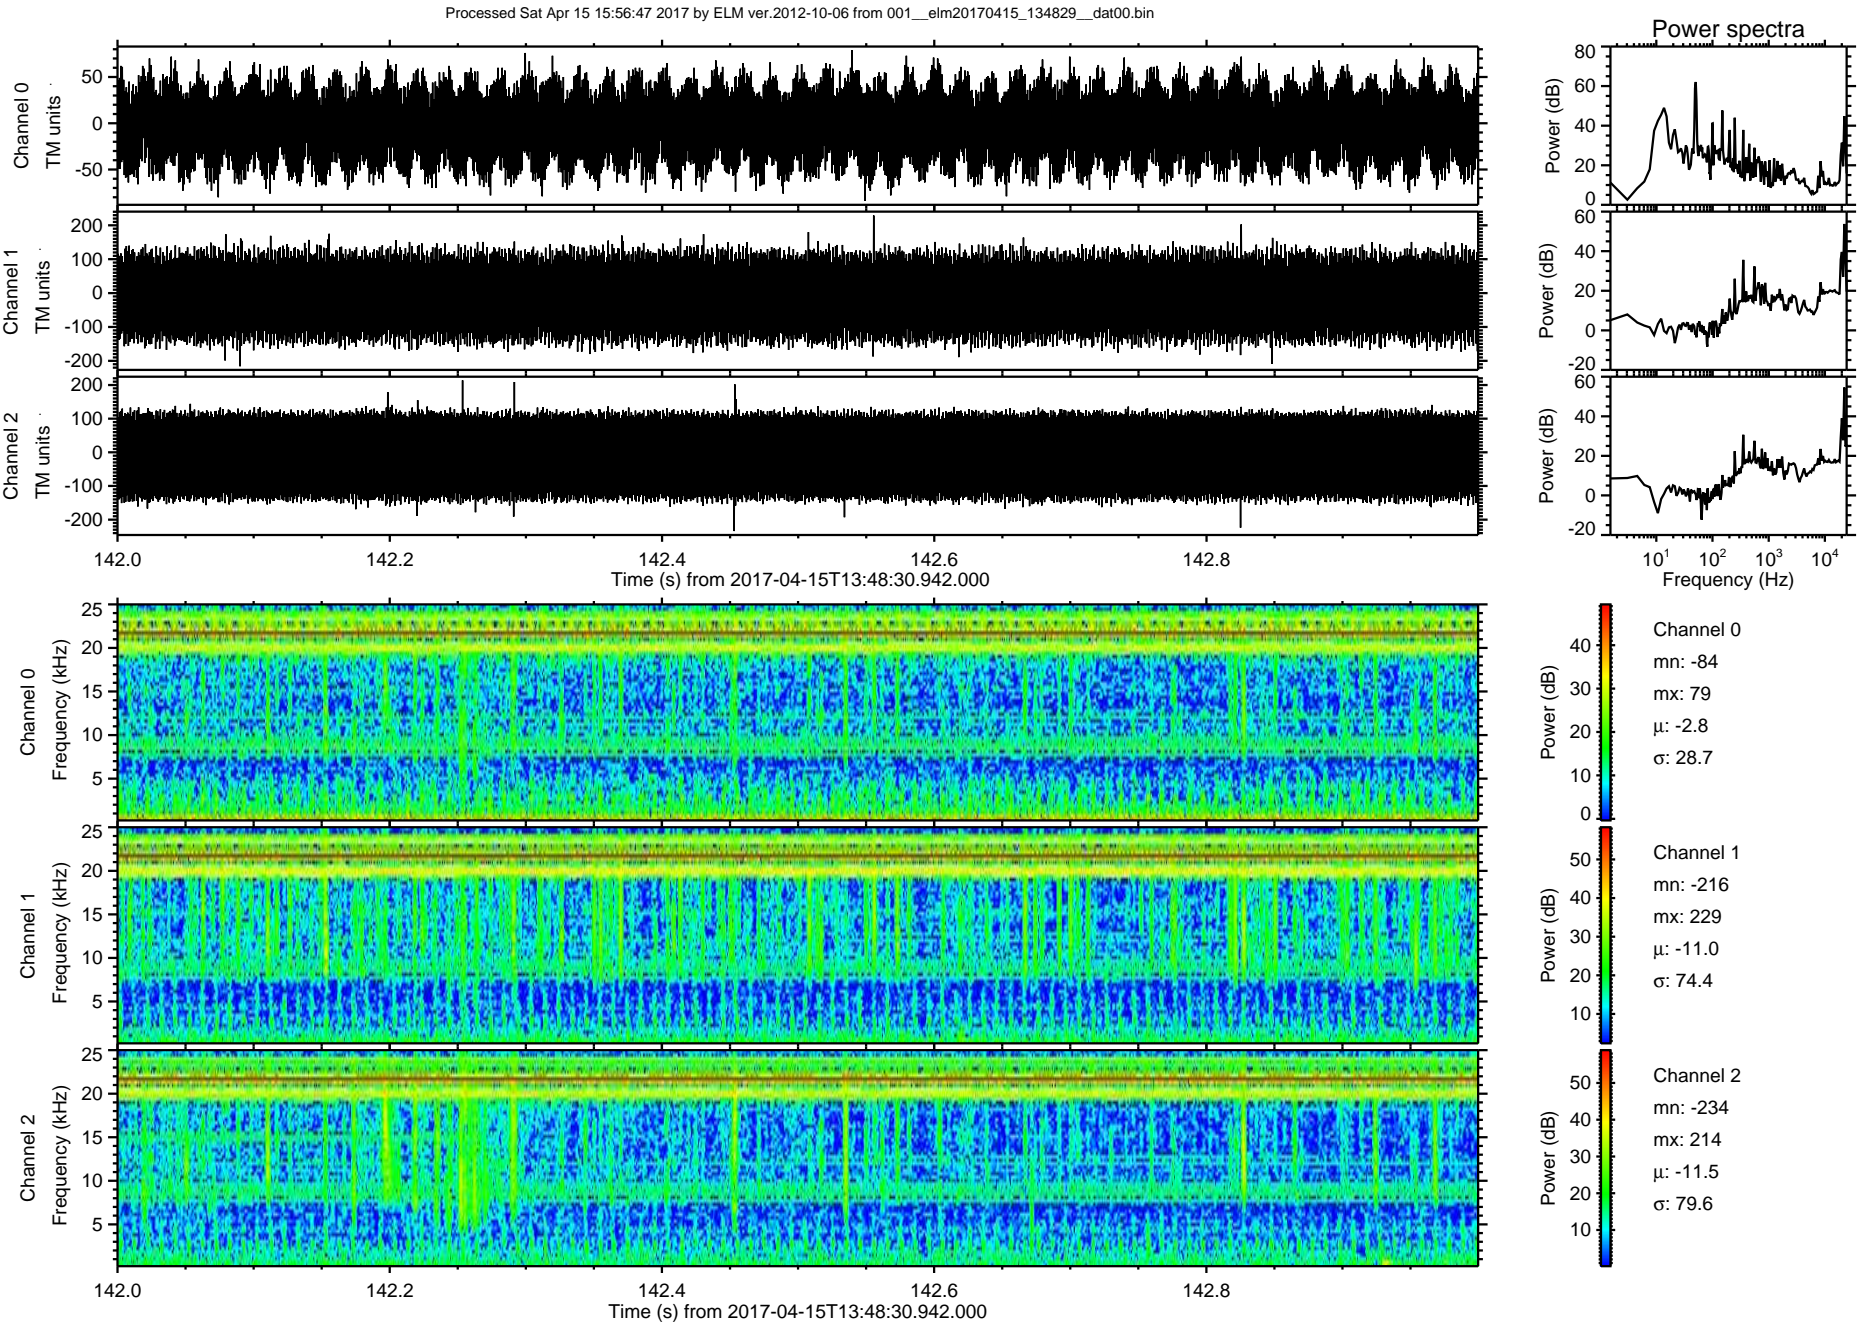 Processed Sat Apr 15 15:56:47 2017 by ELM ver.2012-10-06 from 001__elm20170415_134829__dat00.bin
Power spectra
Channel 0
TM units
50
0
-50
Power (dB)
80
60
40
20
0
Channel 1
TM units
200
100
0
-100
-200
Power (dB)
60
40
20
0
-20
Channel 2
TM units
200
100
0
-100
-200
Power (dB)
60
40
20
0
-20
142.0 142.2 142.4 142.6 142.8
Time (s) from 2017-04-15T13:48:30.942.000
10¹ 10² 10³ 10⁴
Frequency (Hz)
Channel 0
Frequency (kHz)
25
20
15
10
5
Power (dB)
40
30
20
10
0
Channel 0
mn: -84
mx: 79
μ: -2.8
σ: 28.7
Channel 1
Frequency (kHz)
25
20
15
10
5
Power (dB)
50
40
30
20
10
Channel 1
mn: -216
mx: 229
μ: -11.0
σ: 74.4
Channel 2
Frequency (kHz)
25
20
15
10
5
Power (dB)
50
40
30
20
10
Channel 2
mn: -234
mx: 214
μ: -11.5
σ: 79.6
142.0 142.2 142.4 142.6 142.8
Time (s) from 2017-04-15T13:48:30.942.000